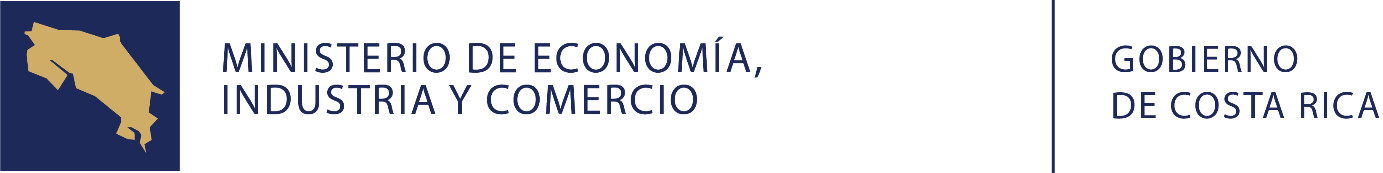 MINISTERIO DE ECONOMÍA,
INDUSTRIA Y COMERCIO
GOBIERNO
DE COSTA RICA